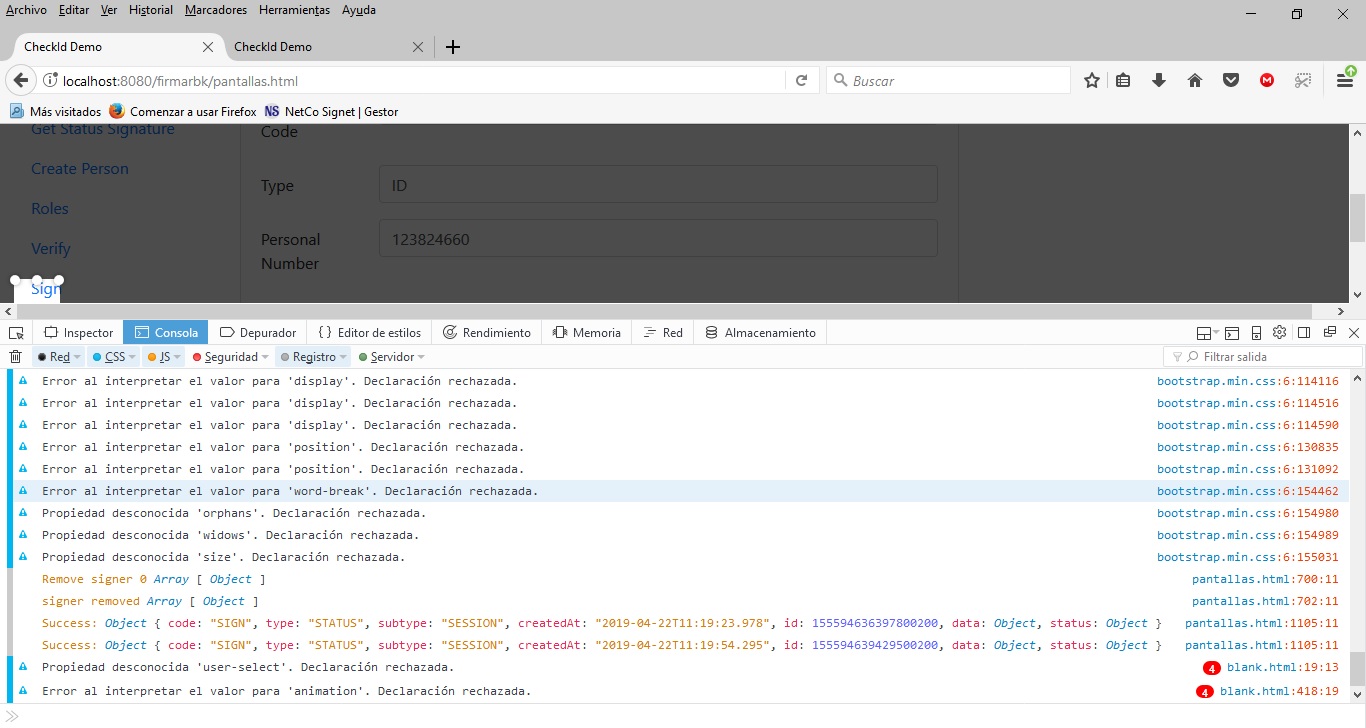 Archivo Editar Ver Historial Marcadores Herramientas Ayuda
CheckId Demo CheckId Demo
localhost:8080/firmarbk/pantallas.html Buscar
Más visitados Comenzar a usar Firefox NS NetCo Signet | Gestor
Get Status Signature Code
Create Person
Type ID
Roles
Personal Number 123824660
Verify
Sign
Inspector Consola Depurador { } Editor de estilos Rendimiento Memoria Red Almacenamiento
Red CSS JS Seguridad Registro Servidor Filtrar salida
Error al interpretar el valor para 'display'. Declaración rechazada. bootstrap.min.css:6:114116
Error al interpretar el valor para 'display'. Declaración rechazada. bootstrap.min.css:6:114516
Error al interpretar el valor para 'display'. Declaración rechazada. bootstrap.min.css:6:114590
Error al interpretar el valor para 'position'. Declaración rechazada. bootstrap.min.css:6:130835
Error al interpretar el valor para 'position'. Declaración rechazada. bootstrap.min.css:6:131092
Error al interpretar el valor para 'word-break'. Declaración rechazada. bootstrap.min.css:6:154462
Propiedad desconocida 'orphans'. Declaración rechazada. bootstrap.min.css:6:154980
Propiedad desconocida 'widows'. Declaración rechazada. bootstrap.min.css:6:154989
Propiedad desconocida 'size'. Declaración rechazada. bootstrap.min.css:6:155031
Remove signer 0 Array [ Object ] pantallas.html:700:11
signer removed Array [ Object ] pantallas.html:702:11
Success: Object { code: "SIGN", type: "STATUS", subtype: "SESSION", createdAt: "2019-04-22T11:19:23.978", id: 155594636397800200, data: Object, status: Object } pantallas.html:1105:11
Success: Object { code: "SIGN", type: "STATUS", subtype: "SESSION", createdAt: "2019-04-22T11:19:54.295", id: 155594639429500200, data: Object, status: Object } pantallas.html:1105:11
Propiedad desconocida 'user-select'. Declaración rechazada. 4 blank.html:19:13
Error al interpretar el valor para 'animation'. Declaración rechazada. 4 blank.html:418:19